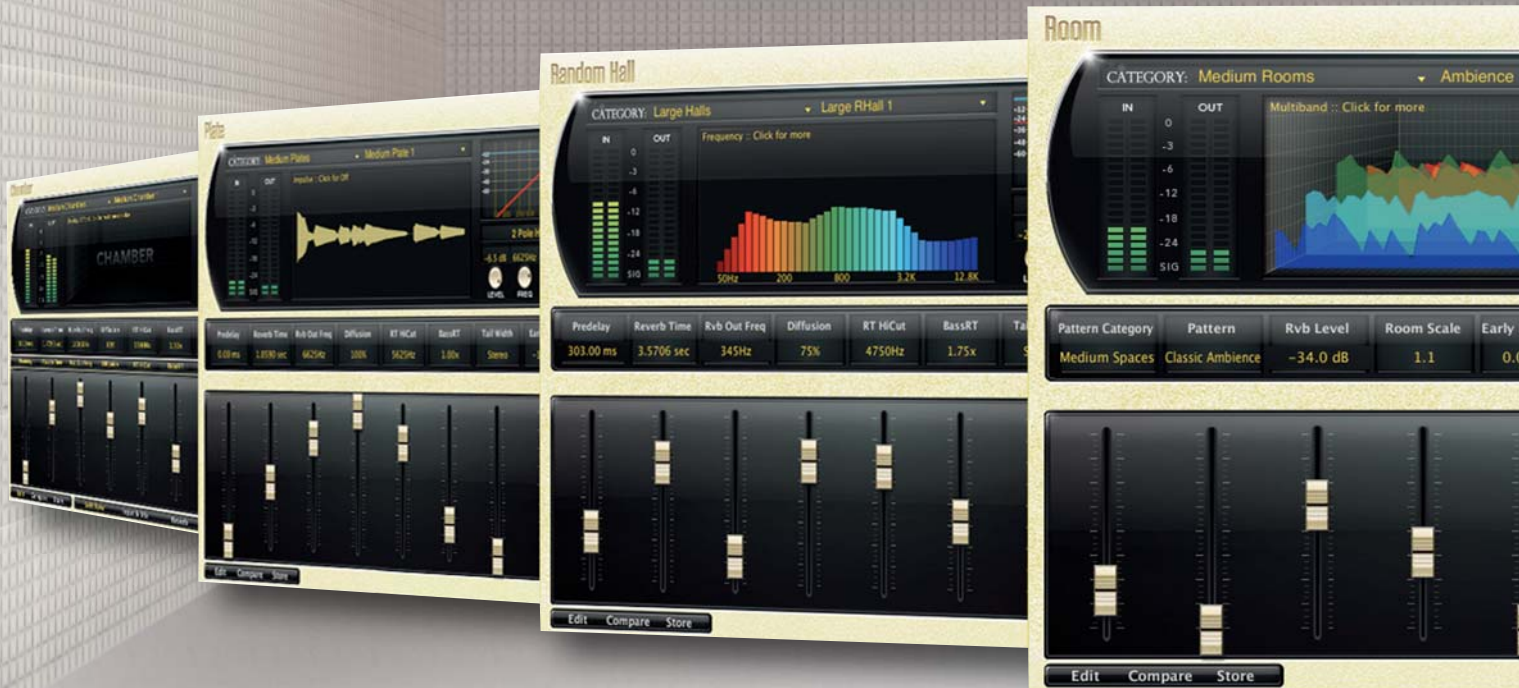 Chamber
CHAMBER
Plate
CATEGORY: Medium Plates Medium Plate 1
IN OUT Impulse :: Click for Off
2 Pole
-6.5 dB 6625Hz
LEVEL FREQ
Predelay Reverb Time Rvb Out Freq Diffusion RT HiCut BassRT Tail Width
0.00 ms 1.8590 sec 6625Hz 100% 5625Hz 1.00x Stereo
Edit Compare Store
Random Hall
CATEGORY: Large Halls Large RHall 1
IN OUT Frequency :: Click for more
0
-3
-6
-12
-18
-24
SIG
50Hz 200 800 3.2K 12.8K
Predelay Reverb Time Rvb Out Freq Diffusion RT HiCut BassRT
303.00 ms 3.5706 sec 345Hz 75% 4750Hz 1.75x
Edit Compare Store
Room
CATEGORY: Medium Rooms Ambience
IN OUT Multiband :: Click for more
0
-3
-6
-12
-18
-24
SIG
Pattern Category Pattern Rvb Level Room Scale Early
Medium Spaces Classic Ambience -34.0 dB 1.1 0.0
Edit Compare Store